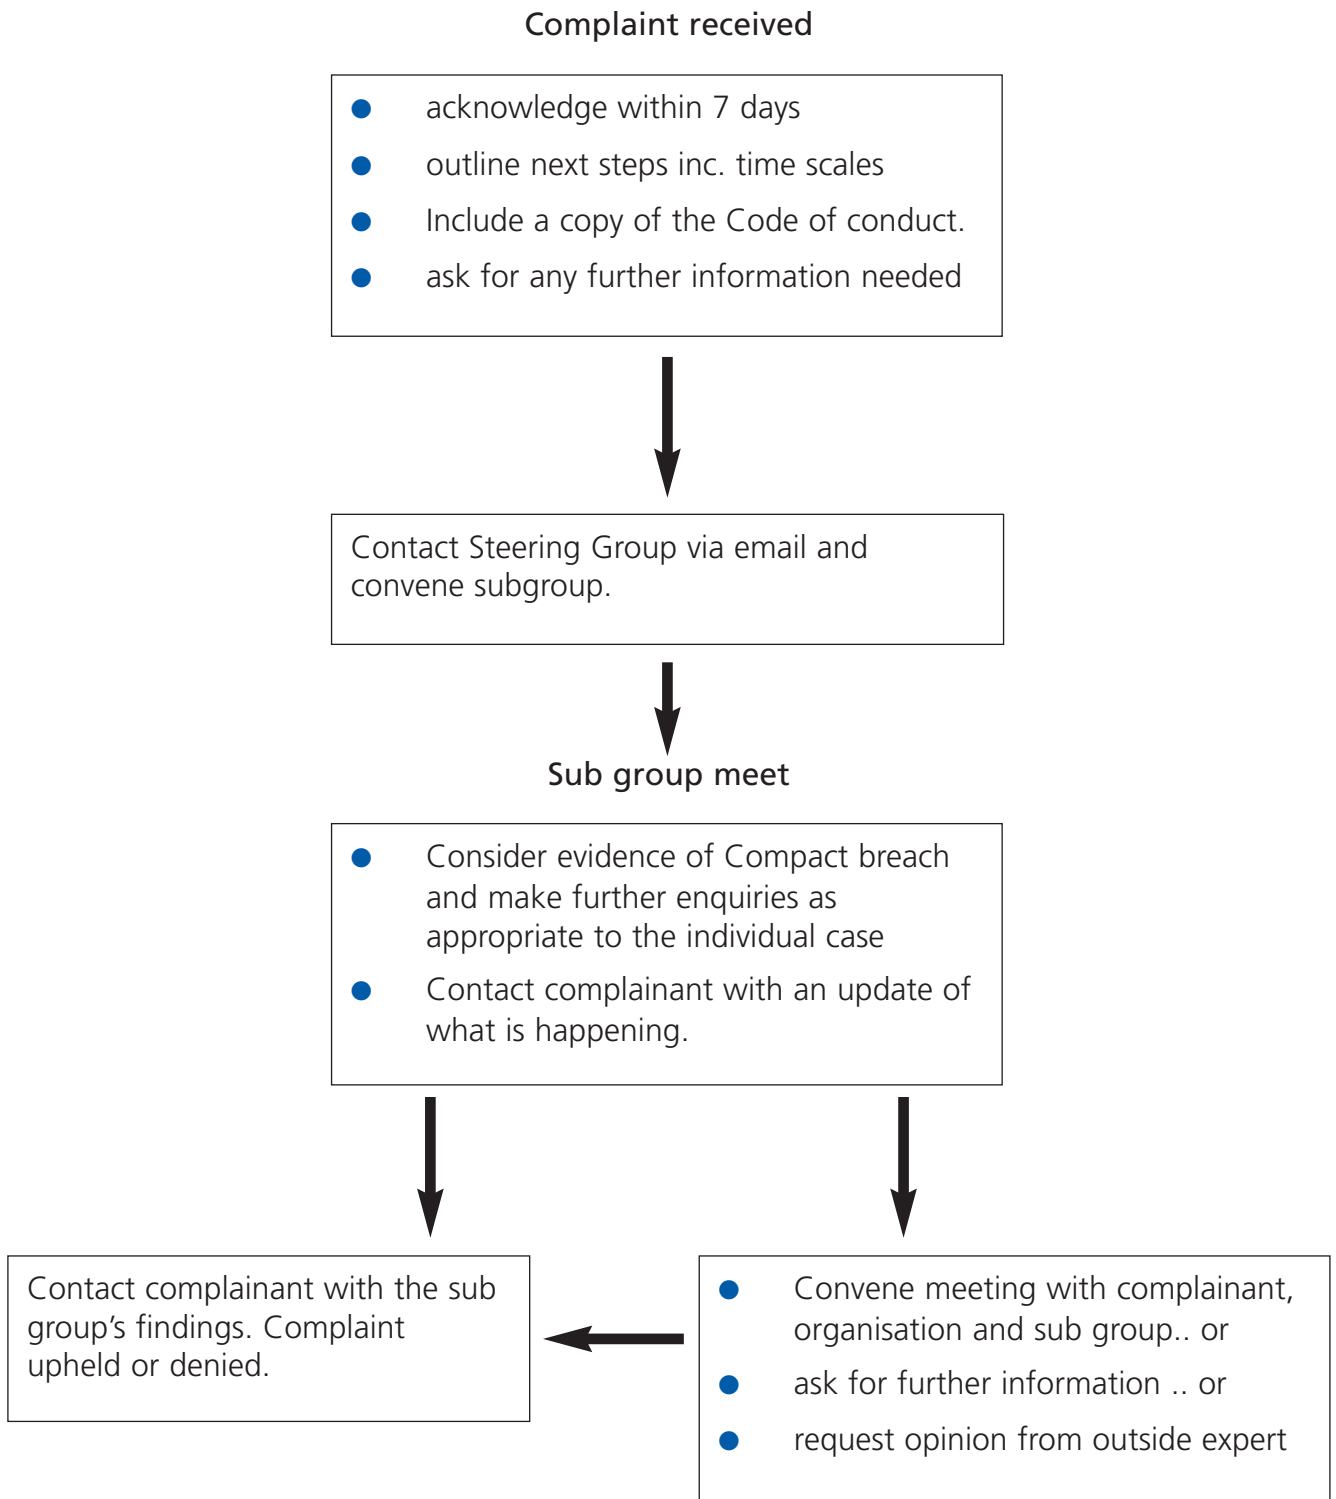 Complaint received
● acknowledge within 7 days
● outline next steps inc. time scales
● Include a copy of the Code of conduct.
● ask for any further information needed
Contact Steering Group via email and
convene subgroup.
Sub group meet
● Consider evidence of Compact breach
and make further enquiries as
appropriate to the individual case
● Contact complainant with an update of
what is happening.
Contact complainant with the sub
group’s findings. Complaint
upheld or denied.
● Convene meeting with complainant,
organisation and sub group.. or
● ask for further information .. or
● request opinion from outside expert